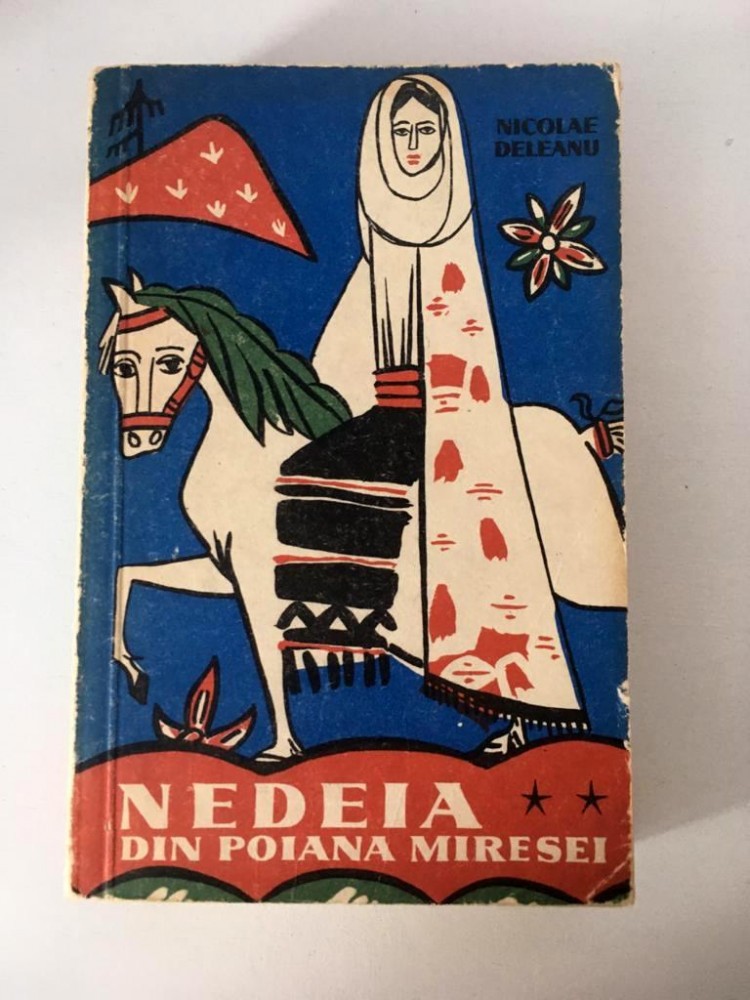 NICOLAE
DELEANU
NEDEIA ★ ★
DIN POIANA MIRESEI